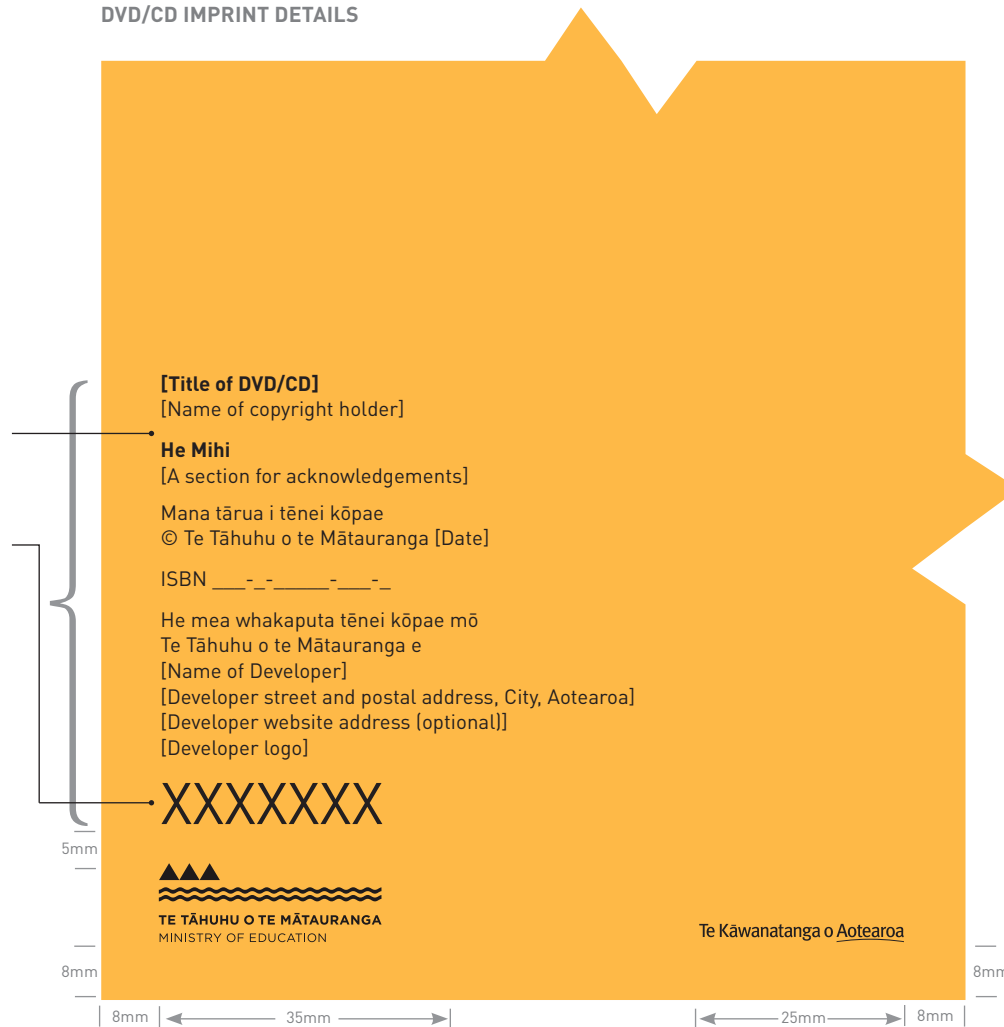 DVD/CD IMPRINT DETAILS
[Title of DVD/CD]
[Name of copyright holder]
He Mihi
[A section for acknowledgements]
Mana tārua i tēnei kōpae
© Te Tāhuhu o te Mātauranga [Date]
ISBN ___-_-_____-___-_
He mea whakaputa tēnei kōpae mō
Te Tāhuhu o te Mātauranga e
[Name of Developer]
[Developer street and postal address, City, Aotearoa]
[Developer website address (optional)]
[Developer logo]
XXXXXXX
5mm
TE TĀHUHU O TE MĀTAURANGA
MINISTRY OF EDUCATION
Te Kāwanatanga o Aotearoa
8mm
8mm
8mm
35mm
25mm
8mm